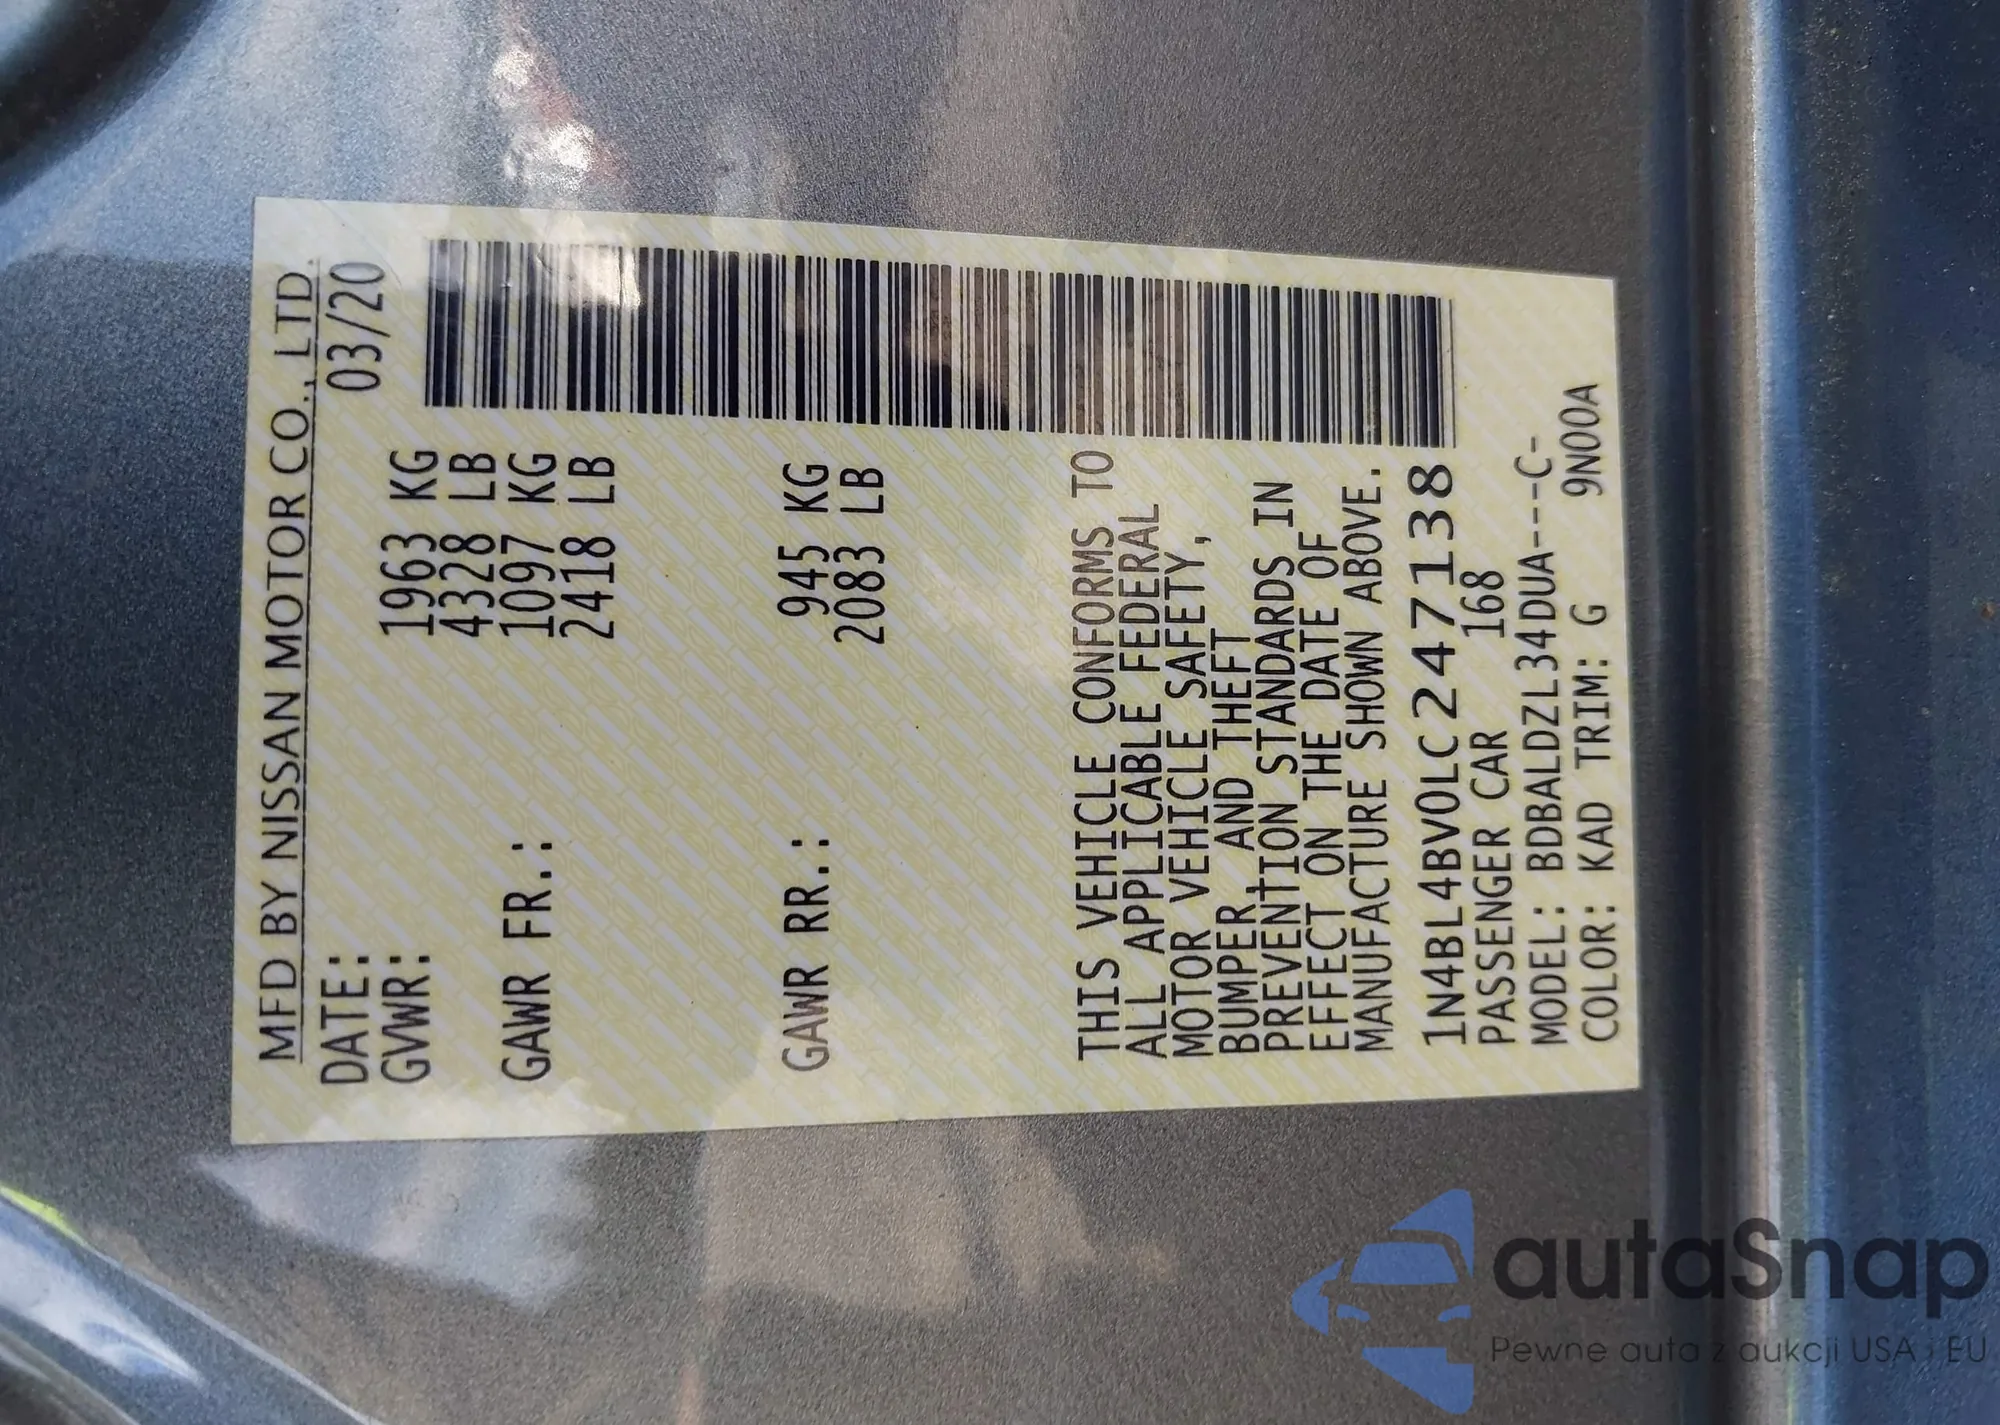 MFD BY NISSAN MOTOR CO., LTD.
DATE: 03/20
GVWR: 1963 KG
4328 LB
GAWR FR.: 1097 KG
2418 LB
GAWR RR.: 945 KG
2083 LB
THIS VEHICLE CONFORMS TO
ALL APPLICABLE FEDERAL
MOTOR VEHICLE SAFETY,
BUMPER, AND THEFT
PREVENTION STANDARDS IN
EFFECT ON THE DATE OF
MANUFACTURE SHOWN ABOVE.
1N4BL4BV0LC247138
PASSENGER CAR 168
MODEL: BDBALDZL34DUA---C-
COLOR: KAD TRIM: G 9N00A
autaSnap
Pewne auta z aukcji USA i EU